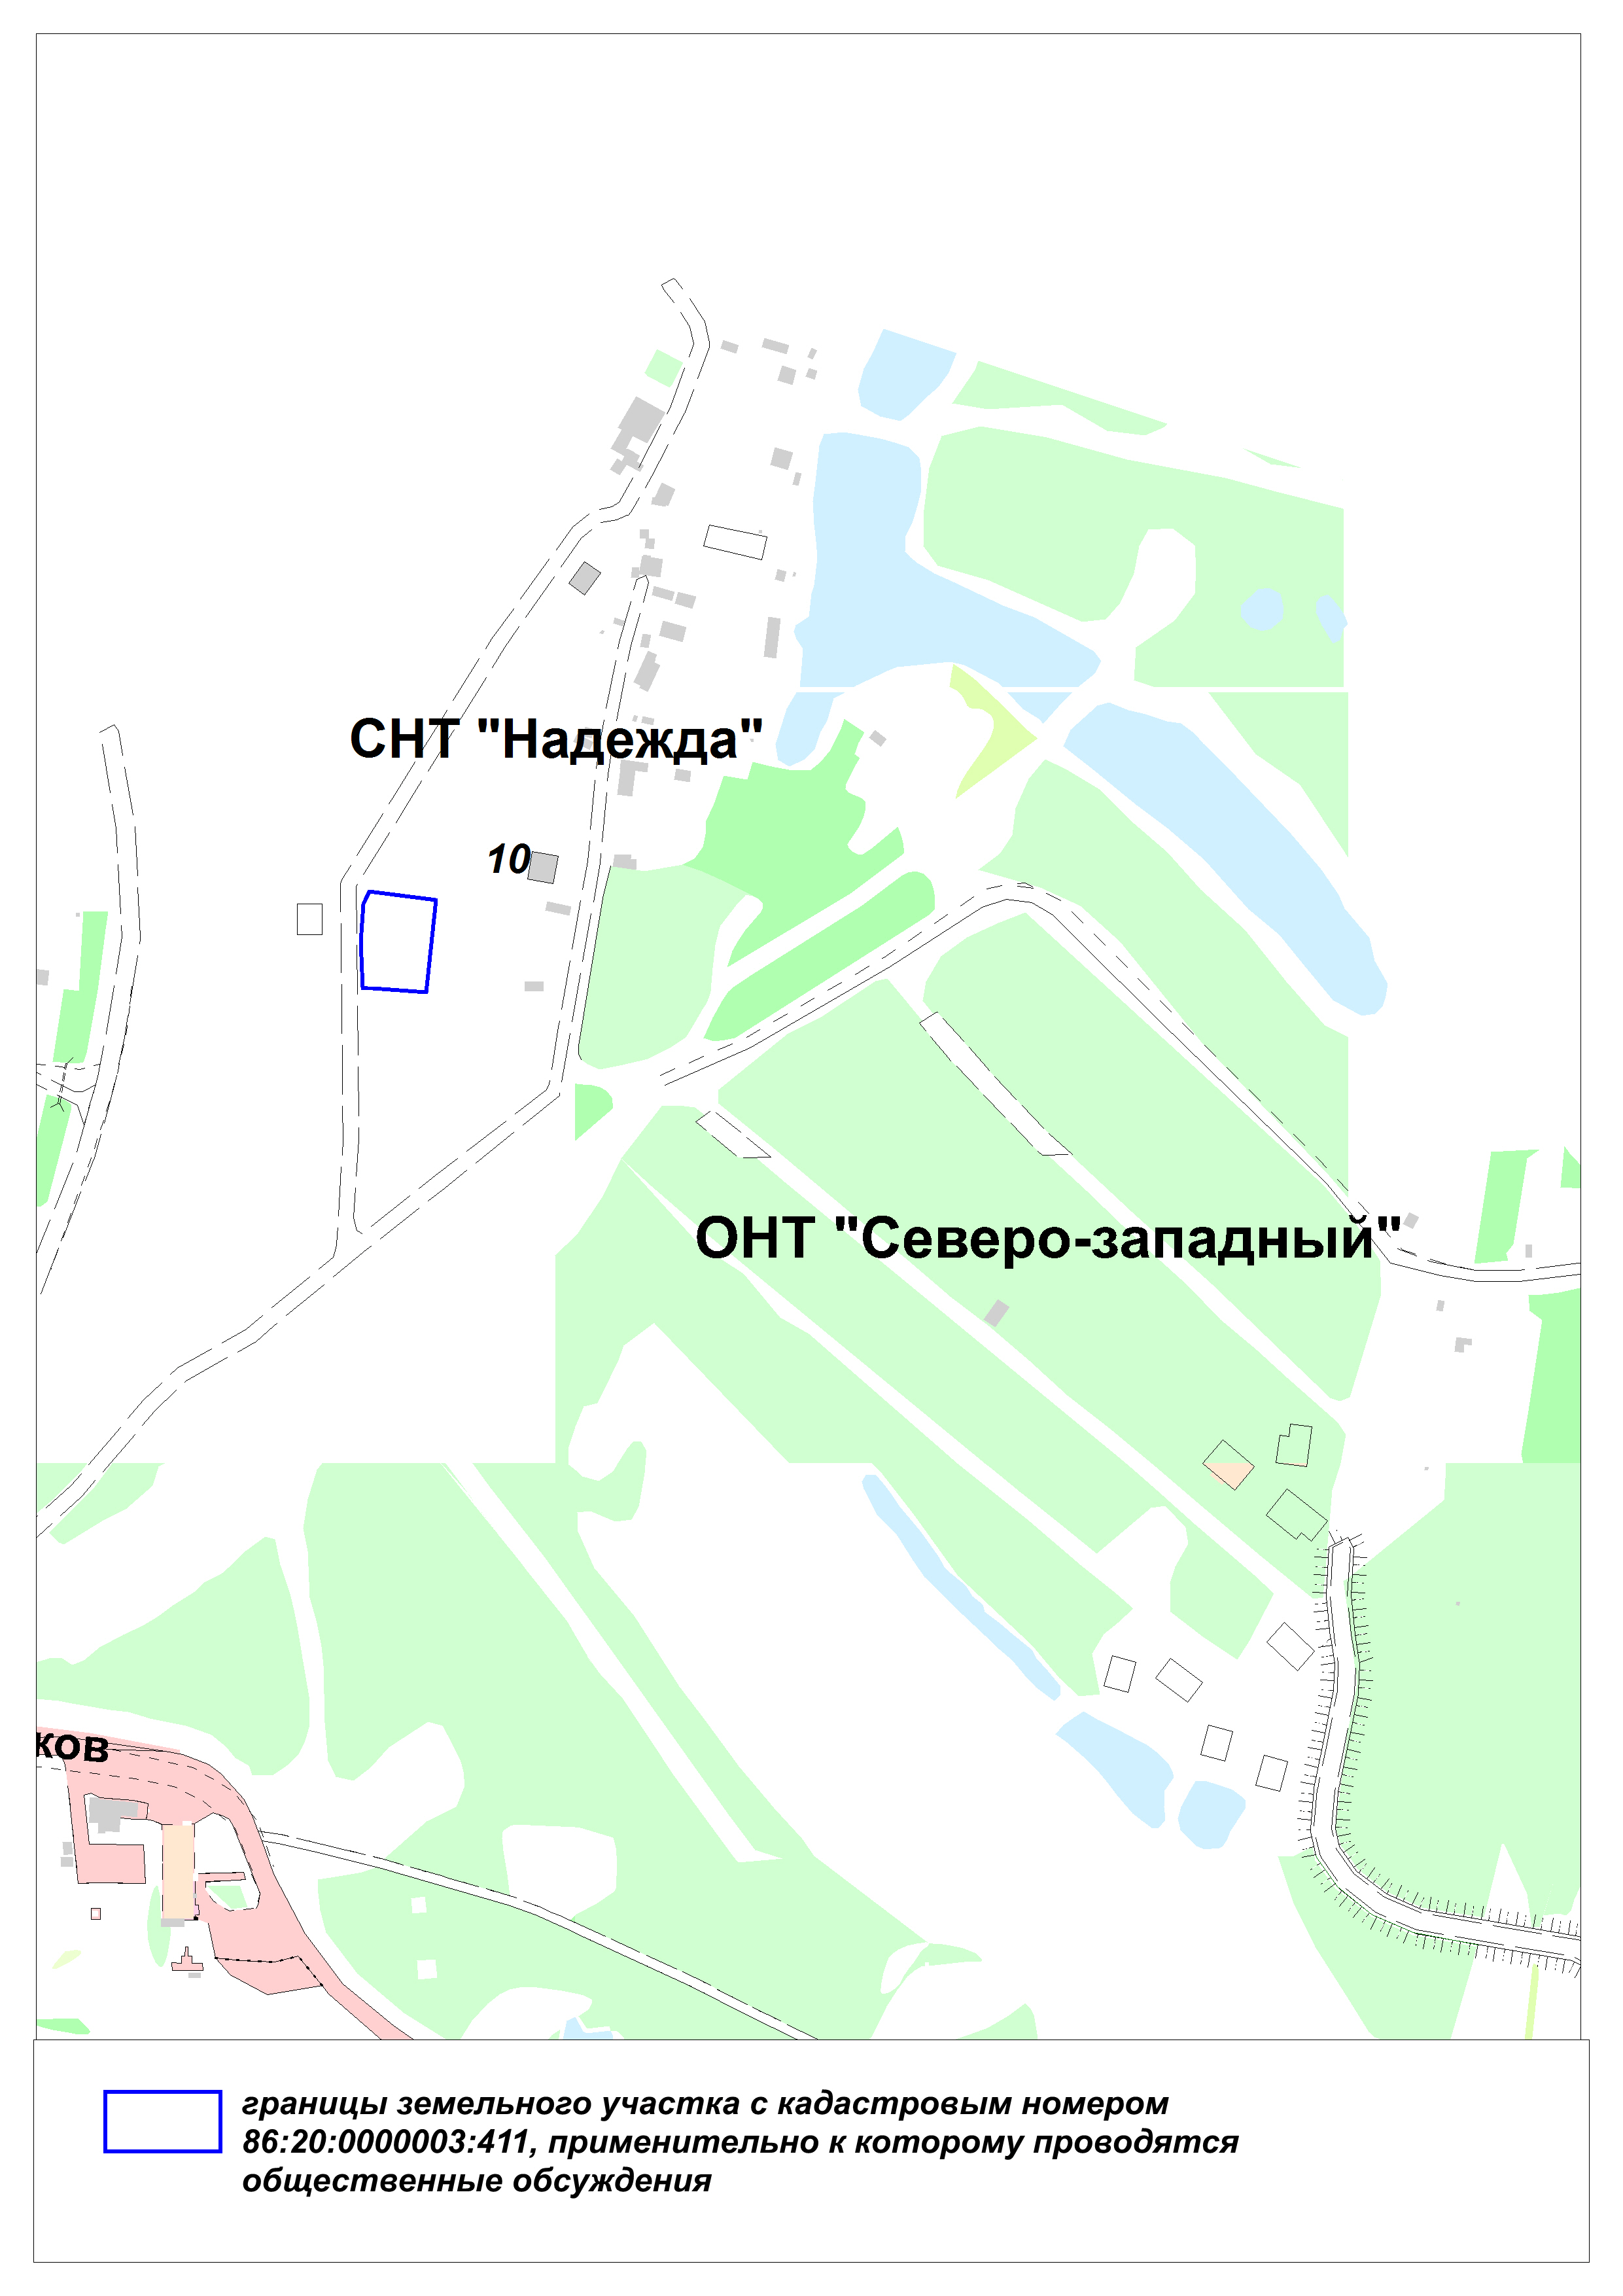 СНТ "Надежда"
10
ОНТ "Северо-западный"
ков
границы земельного участка с кадастровым номером
86:20:0000003:411, применительно к которому проводятся
общественные обсуждения